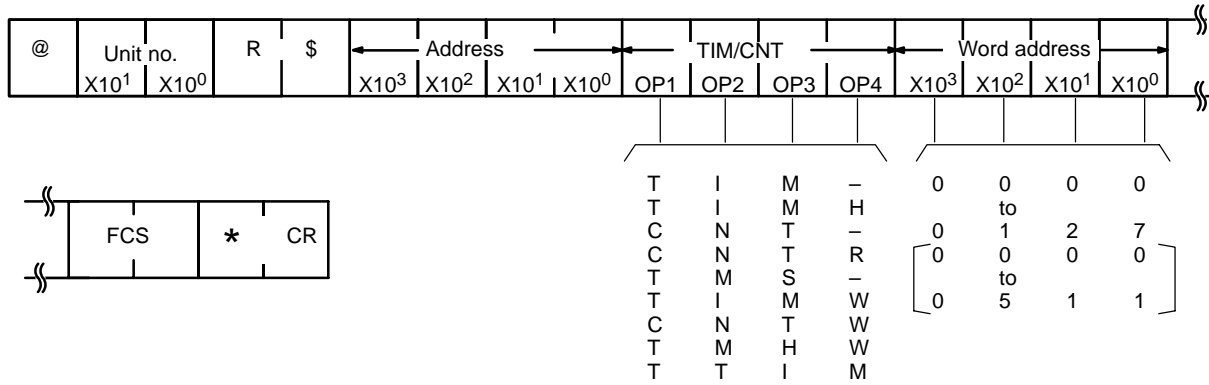 @ Unit no. R $ Address TIM/CNT Word address
X10¹ X10⁰ X10³ X10² X10¹ X10⁰ OP1 OP2 OP3 OP4 X10³ X10² X10¹ X10⁰
T I M – 0 0 0 0
T I M H to
C N T – 0 1 2 7
C N T R 0 0 0 0
T M S – to
T I M W 0 5 1 1
C N T W
T M H W
T T I M
FCS * CR